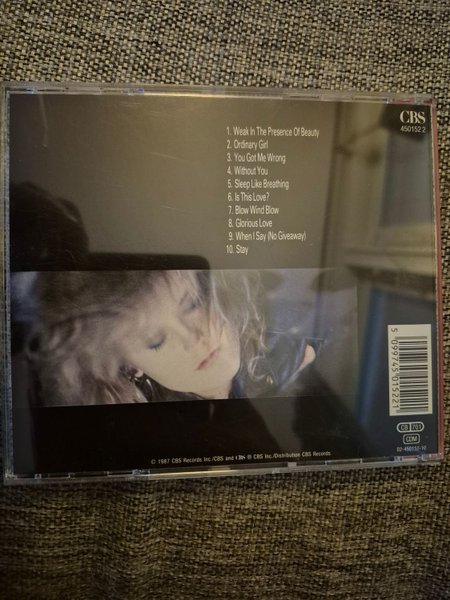 CBS
450152 2
1. Weak In The Presence Of Beauty
2. Ordinary Girl
3. You Got Me Wrong
4. Without You
5. Sleep Like Breathing
6. Is This Love?
7. Blow Wind Blow
8. Glorious Love
9. When I Say (No Giveaway)
10. Stay
5 099745 015221
CB 701
CDM
02-450152-10
© 1987 CBS Records Inc./CBS and CBS ® CBS Inc./Distribution CBS Records